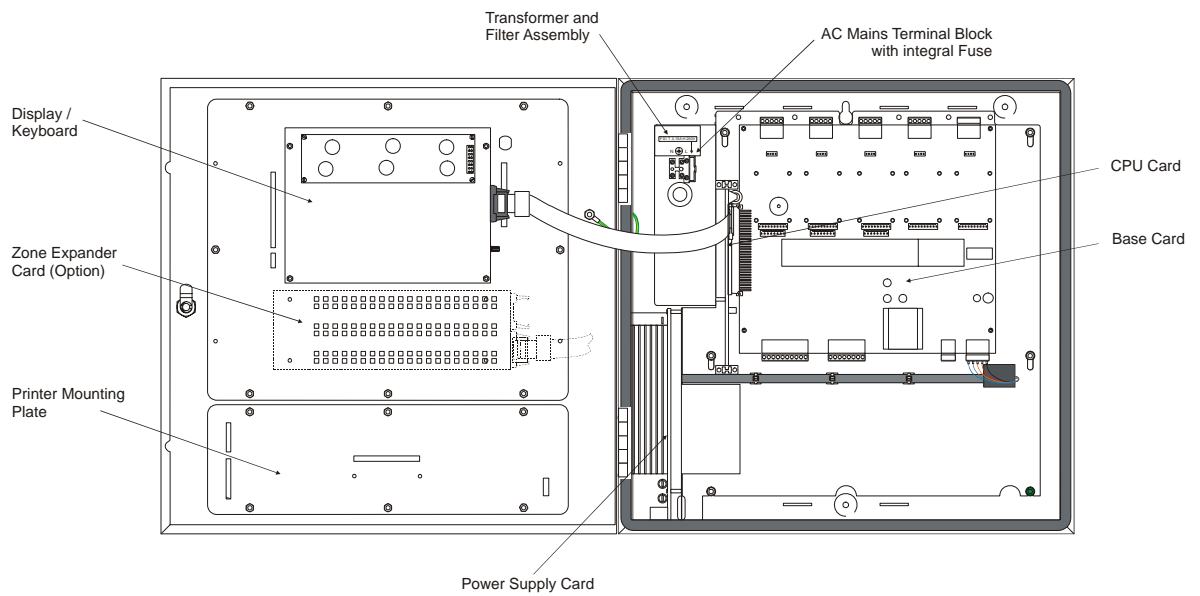 Transformer and
Filter Assembly
AC Mains Terminal Block
with integral Fuse
Display /
Keyboard
CPU Card
Base Card
Zone Expander
Card (Option)
Printer Mounting
Plate
Power Supply Card
N
L